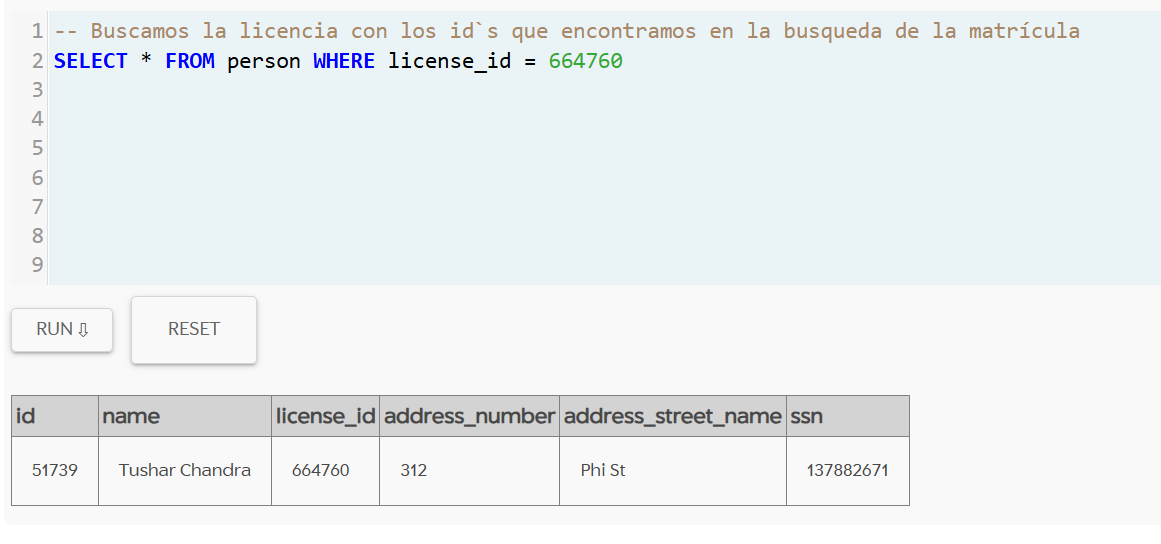 1 -- Buscamos la licencia con los id`s que encontramos en la busqueda de la matrícula
2 SELECT * FROM person WHERE license_id = 664760
3
4
5
6
7
8
9
RUN ⇩ RESET
id name license_id address_number address_street_name ssn
51739 Tushar Chandra 664760 312 Phi St 137882671